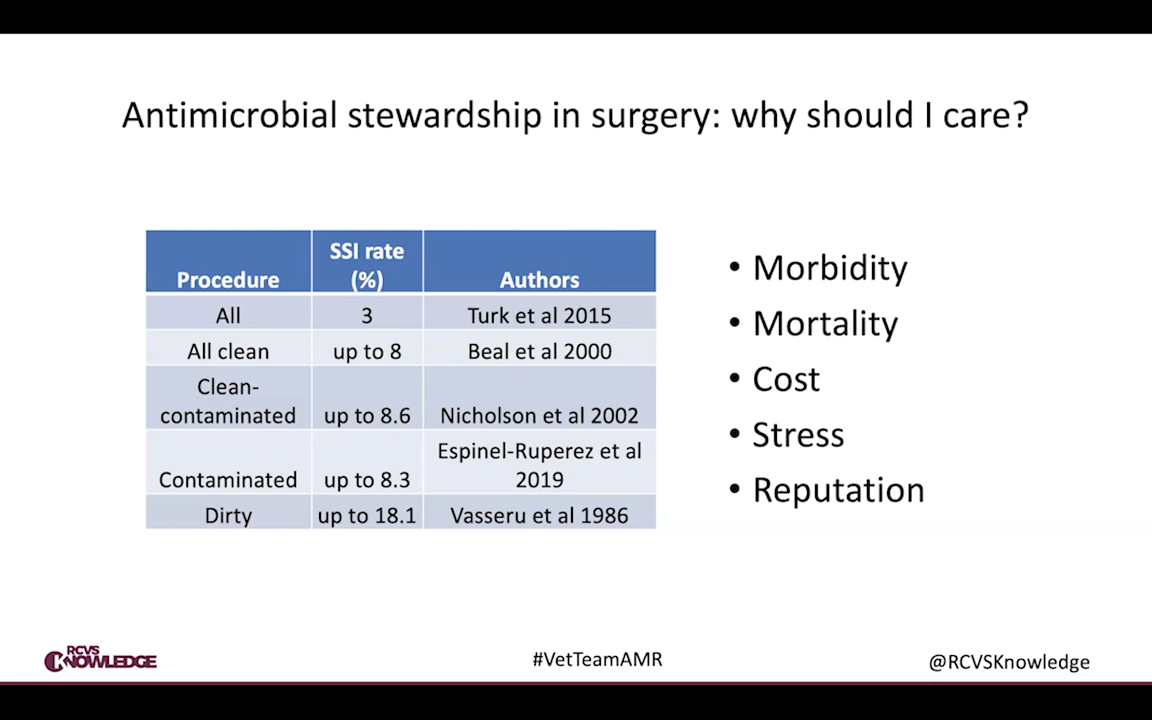 Antimicrobial stewardship in surgery: why should I care?
Procedure
SSI rate
(%)
Authors
All
3
Turk et al 2015
All clean
up to 8
Beal et al 2000
Clean-
contaminated
up to 8.6
Nicholson et al 2002
Contaminated
up to 8.3
Espinel-Ruperez et al
2019
Dirty
up to 18.1
Vasseru et al 1986
• Morbidity
• Mortality
• Cost
• Stress
• Reputation
RCVS
KNOWLEDGE
#VetTeamAMR
@RCVSKnowledge